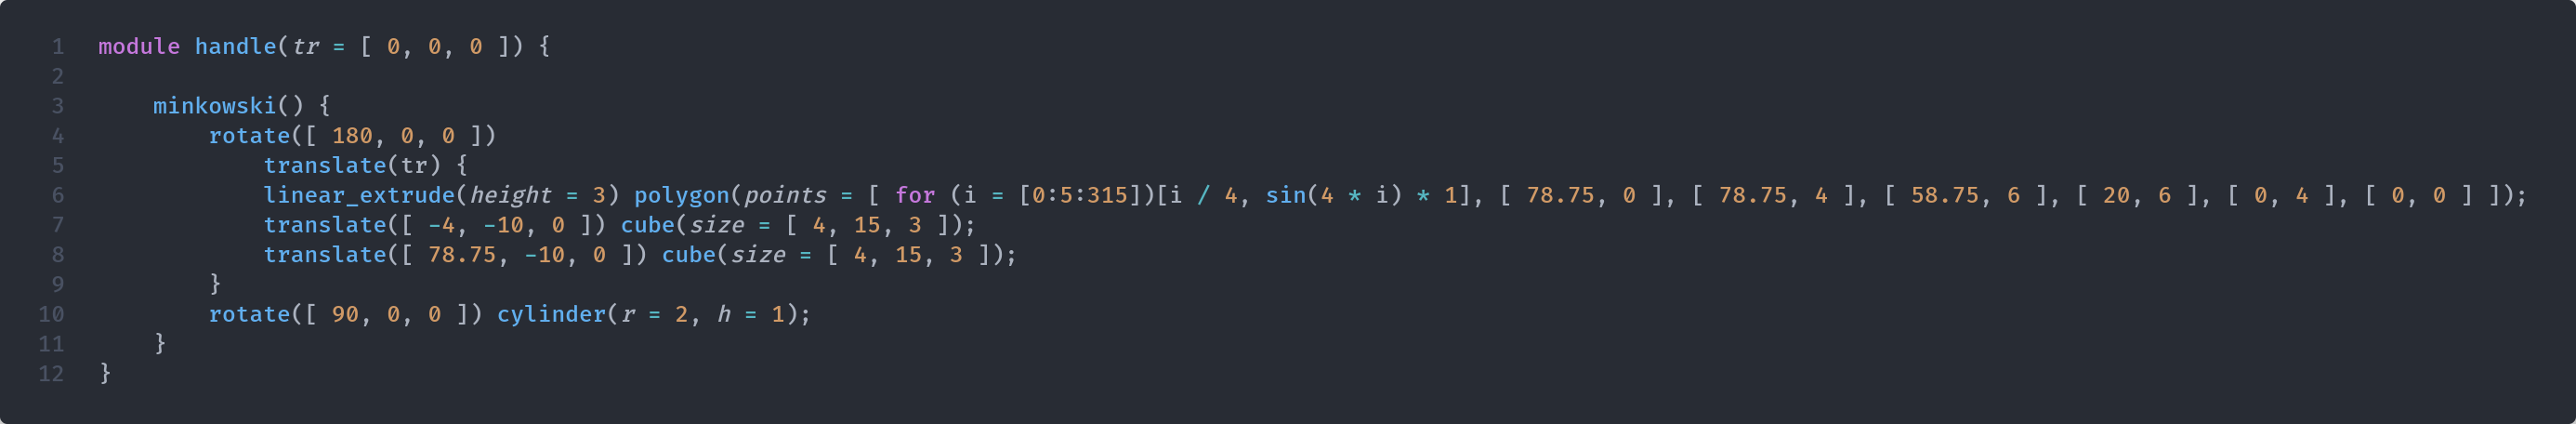 1 module handle(tr = [ 0, 0, 0 ]) {
2
3     minkowski() {
4         rotate([ 180, 0, 0 ])
5             translate(tr) {
6             linear_extrude(height = 3) polygon(points = [ for (i = [0:5:315])[i / 4, sin(4 * i) * 1], [ 78.75, 0 ], [ 78.75, 4 ], [ 58.75, 6 ], [ 20, 6 ], [ 0, 4 ], [ 0, 0 ] ]);
7             translate([ -4, -10, 0 ]) cube(size = [ 4, 15, 3 ]);
8             translate([ 78.75, -10, 0 ]) cube(size = [ 4, 15, 3 ]);
9         }
10         rotate([ 90, 0, 0 ]) cylinder(r = 2, h = 1);
11     }
12 }